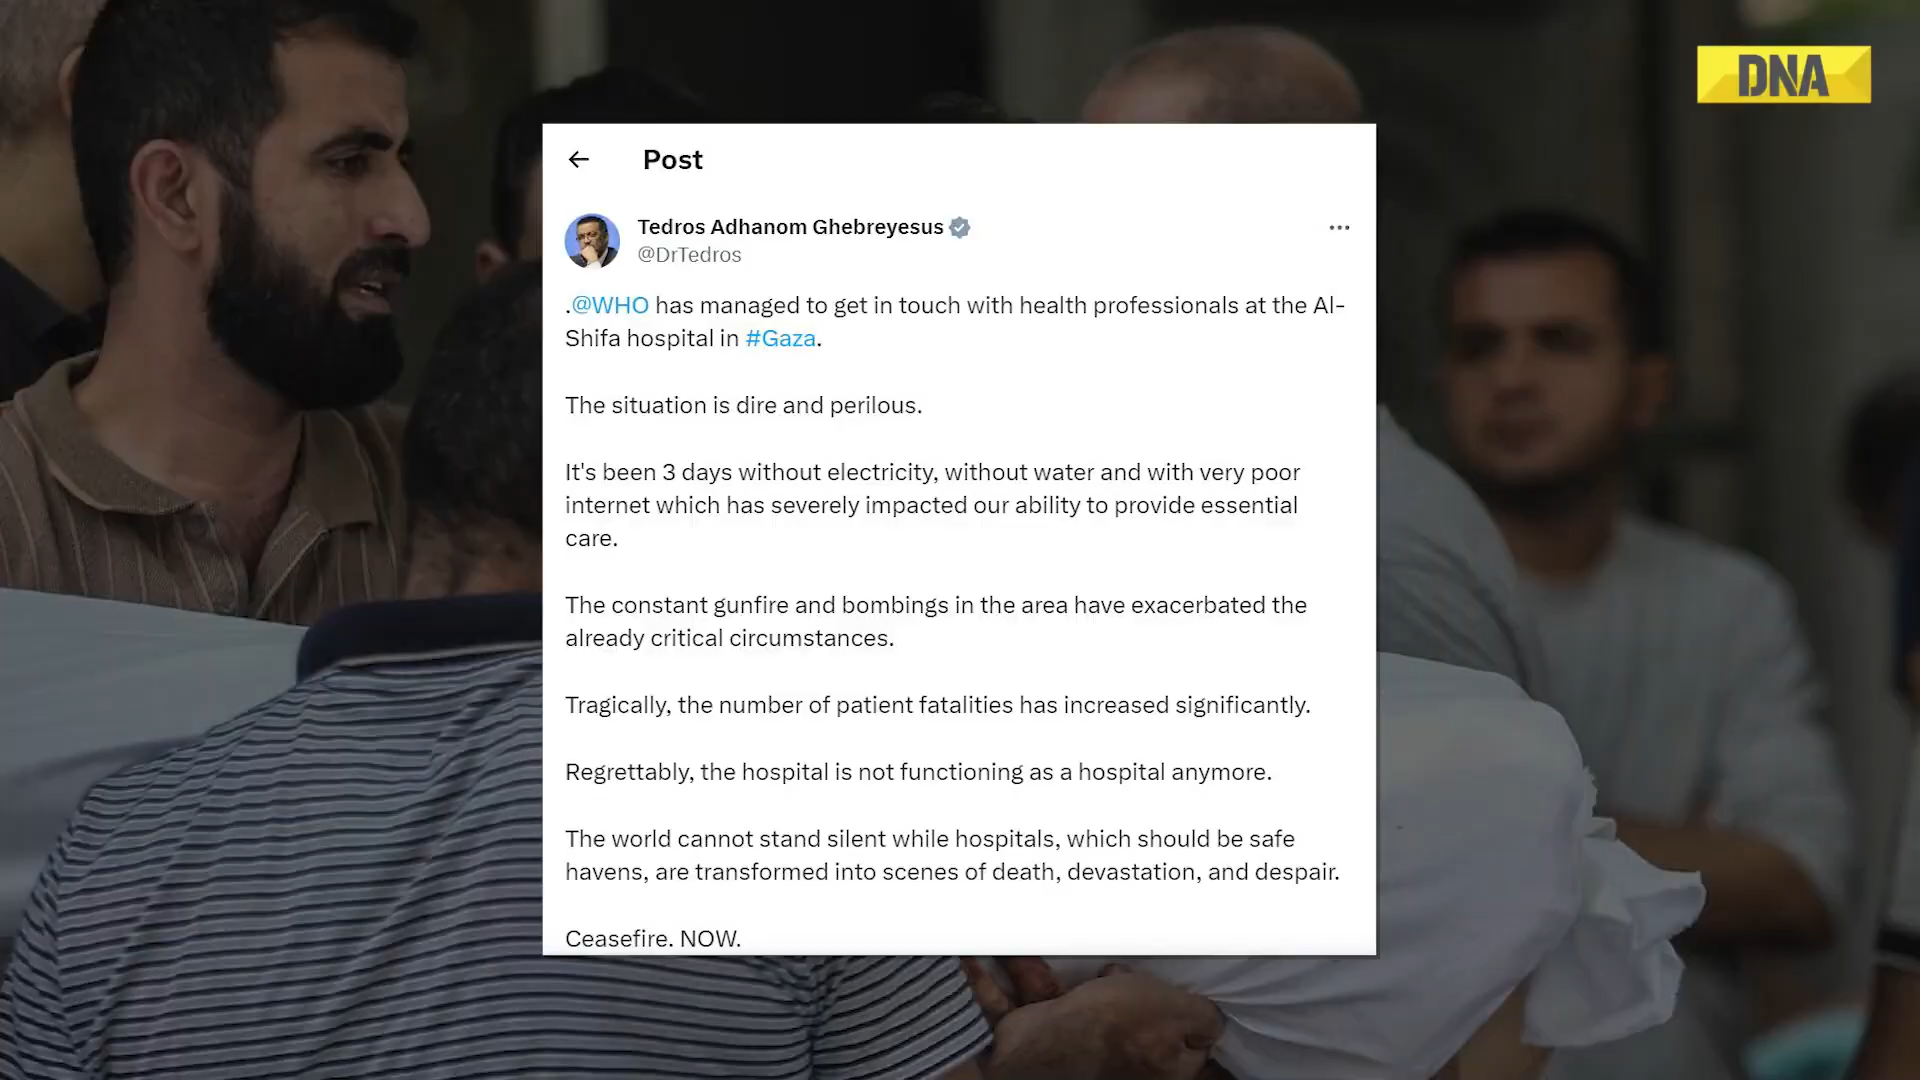 DNA
Post
Tedros Adhanom Ghebreyesus
@DrTedros
.@WHO has managed to get in touch with health professionals at the Al-
Shifa hospital in #Gaza.
The situation is dire and perilous.
It's been 3 days without electricity, without water and with very poor
internet which has severely impacted our ability to provide essential
care.
The constant gunfire and bombings in the area have exacerbated the
already critical circumstances.
Tragically, the number of patient fatalities has increased significantly.
Regrettably, the hospital is not functioning as a hospital anymore.
The world cannot stand silent while hospitals, which should be safe
havens, are transformed into scenes of death, devastation, and despair.
Ceasefire. NOW.